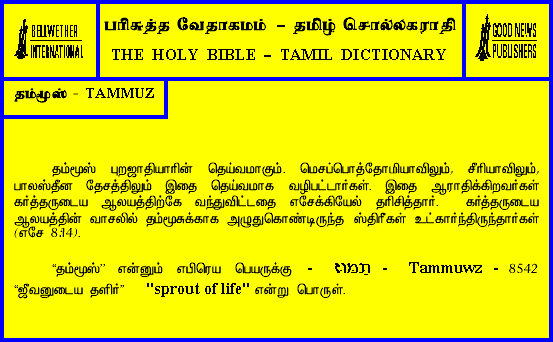 BELLWETHER
INTERNATIONAL
பரிசுத்த வேதாகமம் – தமிழ் சொல்லகராதி
THE HOLY BIBLE – TAMIL DICTIONARY
GOOD NEWS
PUBLISHERS
தம்மூஸ் - TAMMUZ
தம்மூஸ் புறஜாதியாரின் தெய்வமாகும். மெசப்பொத்தோமியாவிலும், சீரியாவிலும்,
பாலஸ்தீன தேசத்திலும் இதை தெய்வமாக வழிபட்டார்கள். இதை ஆராதிக்கிறவர்கள்
கர்த்தருடைய ஆலயத்திற்கே வந்துவிட்டதை எசேக்கியேல் தரிசித்தார். கர்த்தருடைய
ஆலயத்தின் வாசலில் தம்மூசுக்காக அழுதுகொண்டிருந்த ஸ்திரீகள் உட்கார்ந்திருந்தார்கள்
(எசே 8:14).
“தம்மூஸ்” என்னும் எபிரெய பெயருக்கு - תַּמּוּז - Tammuwz - 8542
“ஜீவனுடைய தளிர்” "sprout of life" என்று பொருள்.